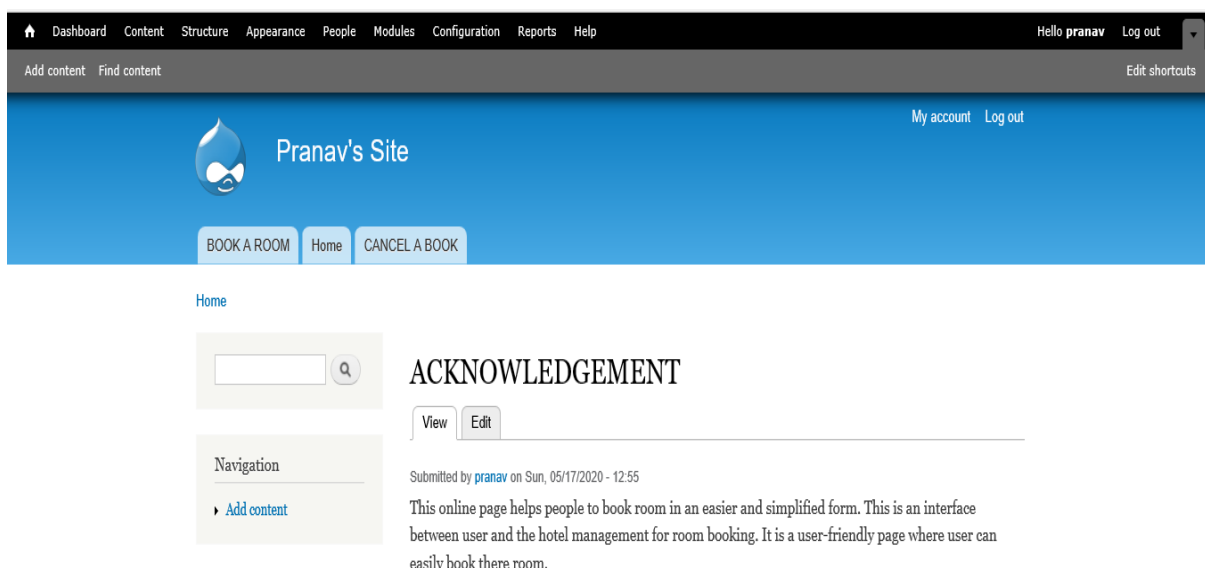 Dashboard Content Structure Appearance People Modules Configuration Reports Help Hello pranav Log out
Add content Find content Edit shortcuts
My account Log out
Pranav's Site
BOOK A ROOM Home CANCEL A BOOK
Home
ACKNOWLEDGEMENT
View Edit
Navigation
Add content
Submitted by pranav on Sun, 05/17/2020 - 12:55
This online page helps people to book room in an easier and simplified form. This is an interface
between user and the hotel management for room booking. It is a user-friendly page where user can
easily book there room.